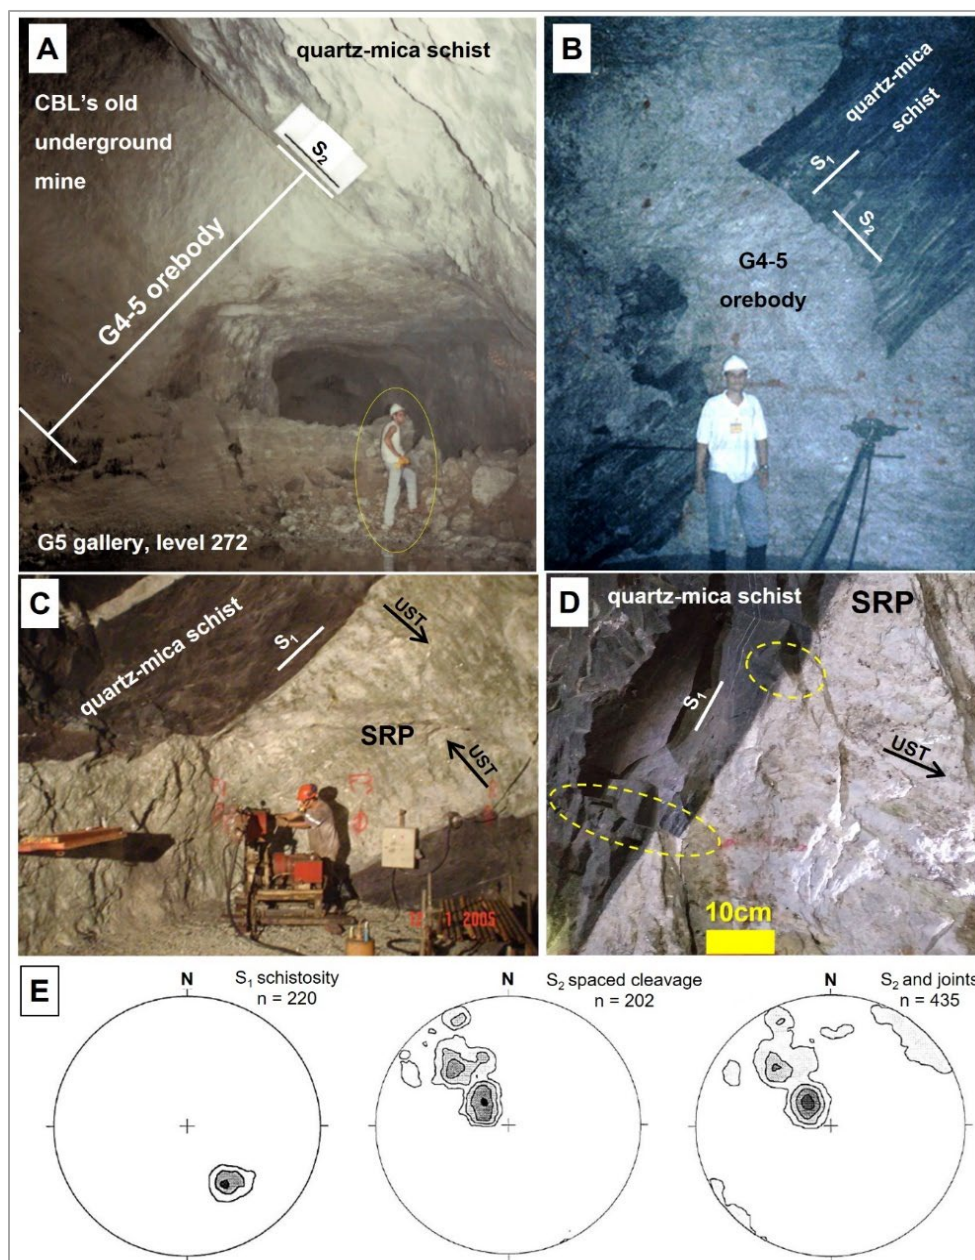 A
quartz-mica schist
CBL's old
underground
mine
S2
G4-5 orebody
G5 gallery, level 272
B
quartz-mica
schist
S1
S2
G4-5
orebody
C
quartz-mica schist
S1
UST
SRP
UST
1 2005
D
quartz-mica schist
SRP
S1
UST
10cm
E
N
S1 schistosity
n = 220
N
S2 spaced cleavage
n = 202
N
S2 and joints
n = 435